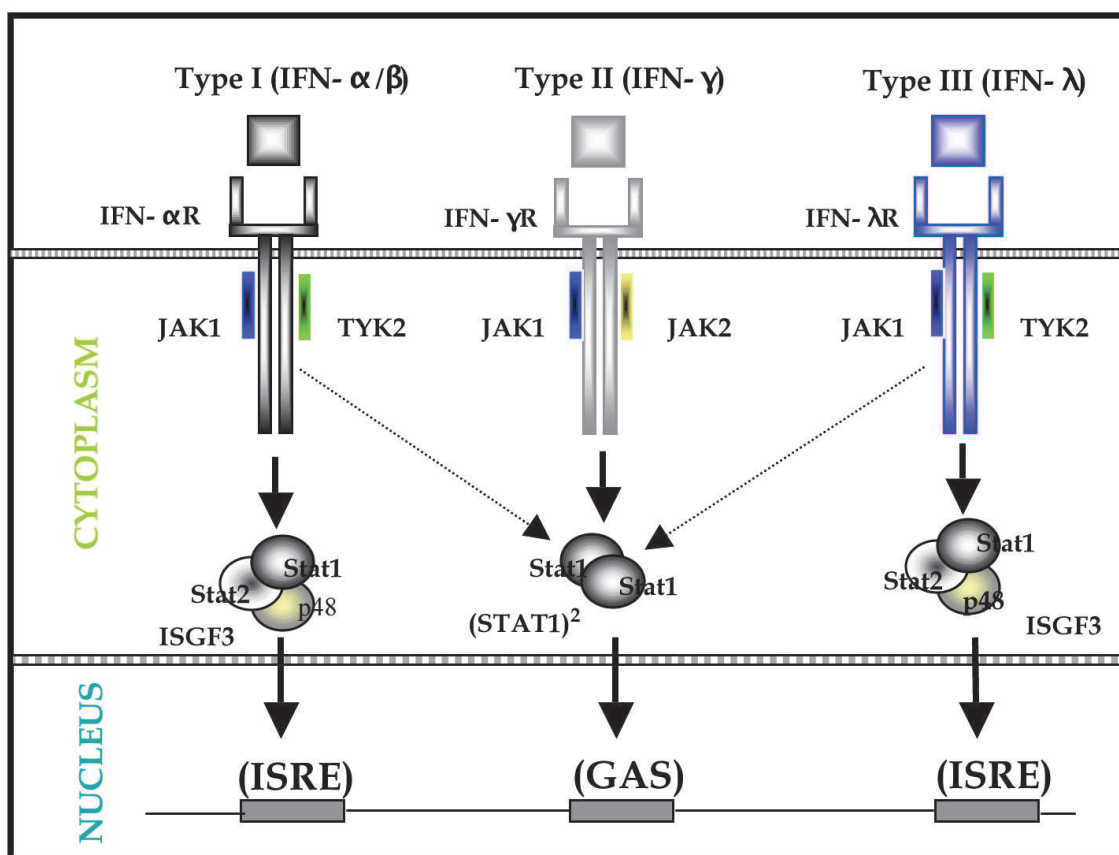 Type I (IFN- α/β)
Type II (IFN- γ)
Type III (IFN- λ)
IFN- αR
IFN- γR
IFN- λR
JAK1
TYK2
JAK1
JAK2
JAK1
TYK2
CYTOPLASM
Stat1
Stat2
p48
ISGF3
Stat1
Stat1
(STAT1)²
Stat1
Stat2
p48
ISGF3
NUCLEUS
(ISRE)
(GAS)
(ISRE)